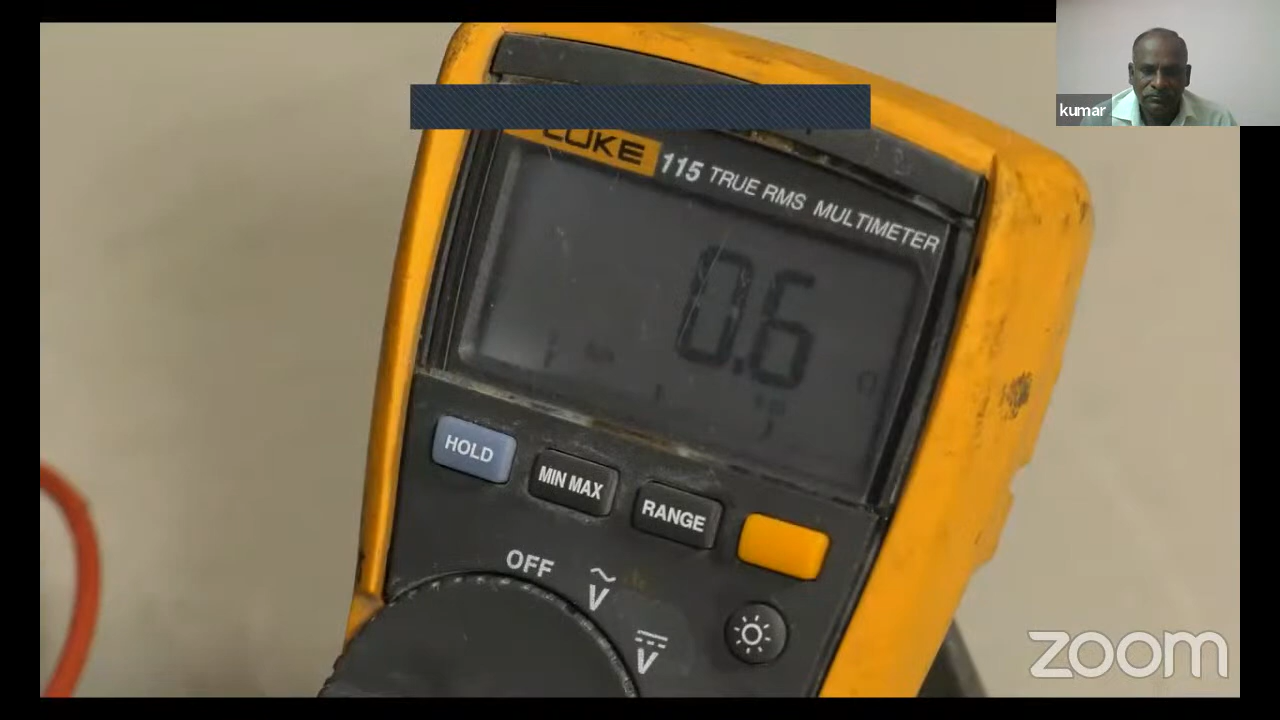 kumar
LUKE
115 TRUE RMS MULTIMETER
0.6
Ω
HOLD
MIN MAX
RANGE
OFF
V
V
zoom